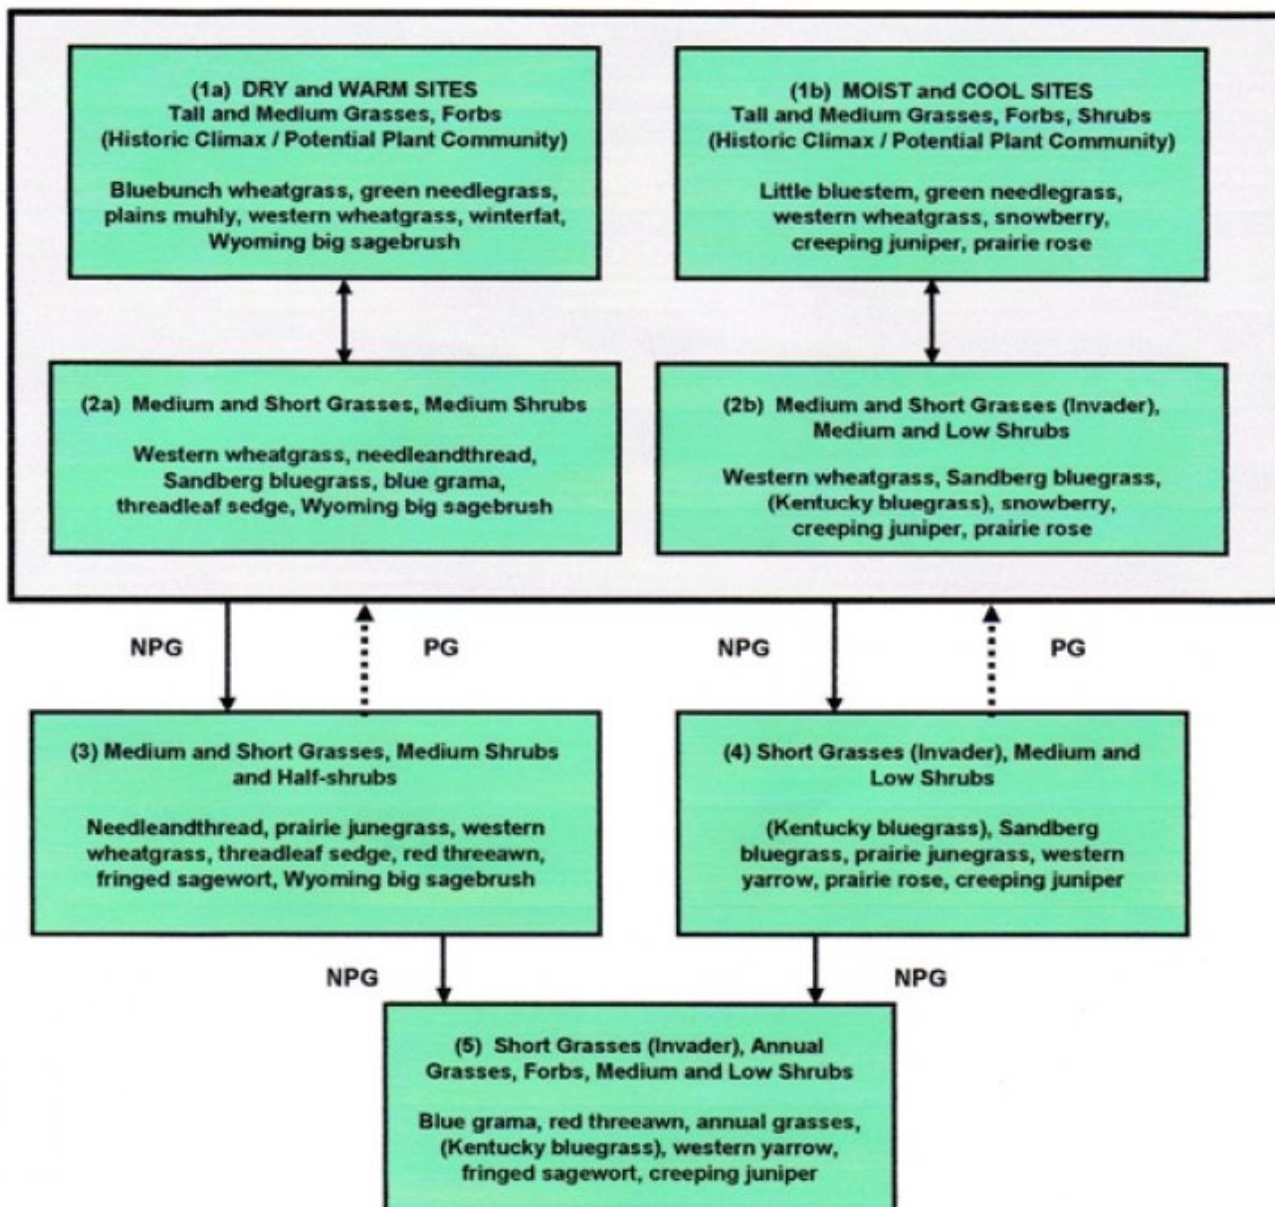 (1a) DRY and WARM SITES
Tall and Medium Grasses, Forbs
(Historic Climax / Potential Plant Community)
Bluebunch wheatgrass, green needlegrass,
plains muhly, western wheatgrass, winterfat,
Wyoming big sagebrush
(1b) MOIST and COOL SITES
Tall and Medium Grasses, Forbs, Shrubs
(Historic Climax / Potential Plant Community)
Little bluestem, green needlegrass,
western wheatgrass, snowberry,
creeping juniper, prairie rose
(2a) Medium and Short Grasses, Medium Shrubs
Western wheatgrass, needleandthread,
Sandberg bluegrass, blue grama,
threadleaf sedge, Wyoming big sagebrush
(2b) Medium and Short Grasses (Invader),
Medium and Low Shrubs
Western wheatgrass, Sandberg bluegrass,
(Kentucky bluegrass), snowberry,
creeping juniper, prairie rose
NPG
PG
NPG
PG
(3) Medium and Short Grasses, Medium Shrubs
and Half-shrubs
Needleandthread, prairie junegrass, western
wheatgrass, threadleaf sedge, red threeawn,
fringed sagewort, Wyoming big sagebrush
(4) Short Grasses (Invader), Medium and
Low Shrubs
(Kentucky bluegrass), Sandberg
bluegrass, prairie junegrass, western
yarrow, prairie rose, creeping juniper
NPG
NPG
(5) Short Grasses (Invader), Annual
Grasses, Forbs, Medium and Low Shrubs
Blue grama, red threeawn, annual grasses,
(Kentucky bluegrass), western yarrow,
fringed sagewort, creeping juniper